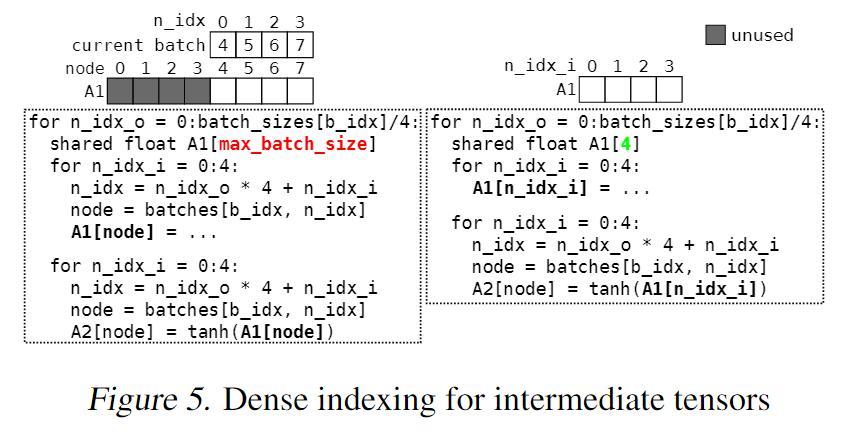 n_idx 0 1 2 3
current batch 4 5 6 7
node 0 1 2 3 4 5 6 7
A1
for n_idx_o = 0:batch_sizes[b_idx]/4:
shared float A1[max_batch_size]
for n_idx_i = 0:4:
n_idx = n_idx_o * 4 + n_idx_i
node = batches[b_idx, n_idx]
A1[node] = ...
for n_idx_i = 0:4:
n_idx = n_idx_o * 4 + n_idx_i
node = batches[b_idx, n_idx]
A2[node] = tanh(A1[node])
unused
n_idx_i 0 1 2 3
A1
for n_idx_o = 0:batch_sizes[b_idx]/4:
shared float A1[4]
for n_idx_i = 0:4:
A1[n_idx_i] = ...
for n_idx_i = 0:4:
n_idx = n_idx_o * 4 + n_idx_i
node = batches[b_idx, n_idx]
A2[node] = tanh(A1[n_idx_i])
Figure 5. Dense indexing for intermediate tensors